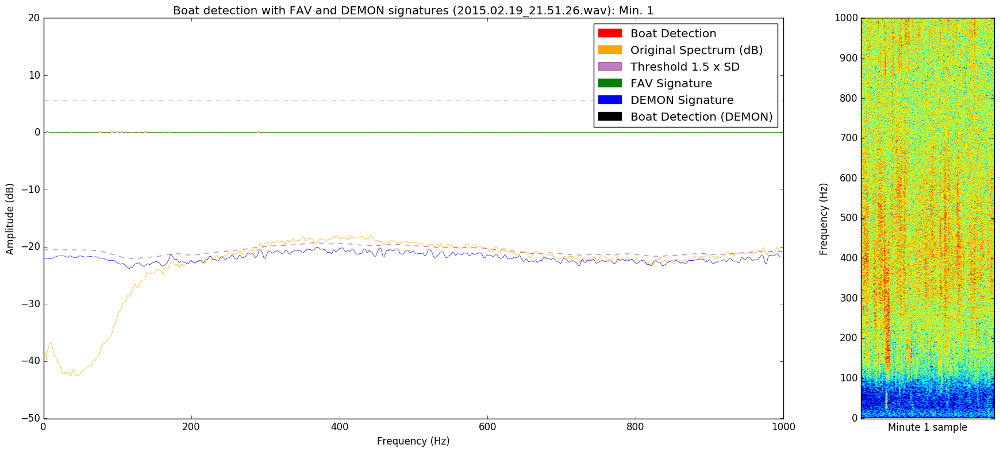 Boat detection with FAV and DEMON signatures (2015.02.19_21.51.26.wav): Min. 1
Boat Detection
Original Spectrum (dB)
Threshold 1.5 x SD
FAV Signature
DEMON Signature
Boat Detection (DEMON)
Amplitude (dB)
20
10
0
−10
−20
−30
−40
−50
0
200
400
600
800
1000
Frequency (Hz)
Frequency (Hz)
1000
900
800
700
600
500
400
300
200
100
0
Minute 1 sample